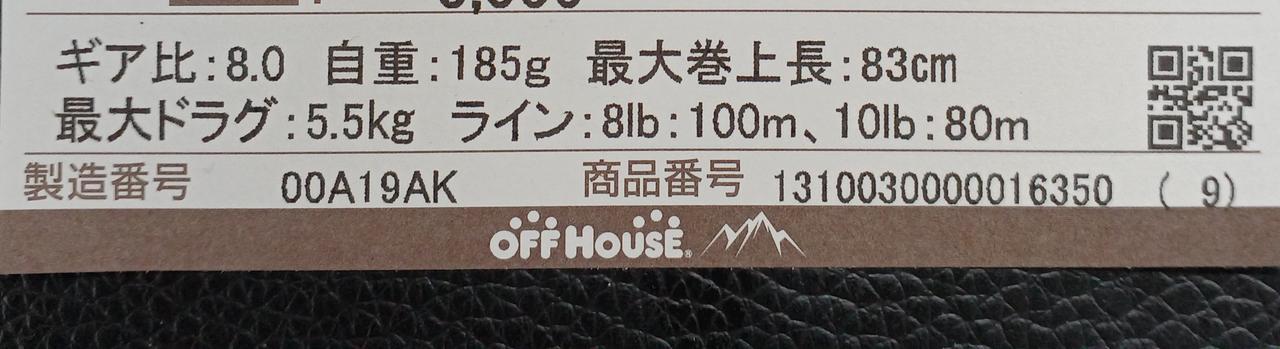 ギア比:8.0 自重:185g 最大巻上長:83cm
最大ドラグ:5.5kg ライン:8lb:100m、10lb:80m
製造番号 00A19AK 商品番号 1310030000016350 ( 9)
OFF HOUSE®